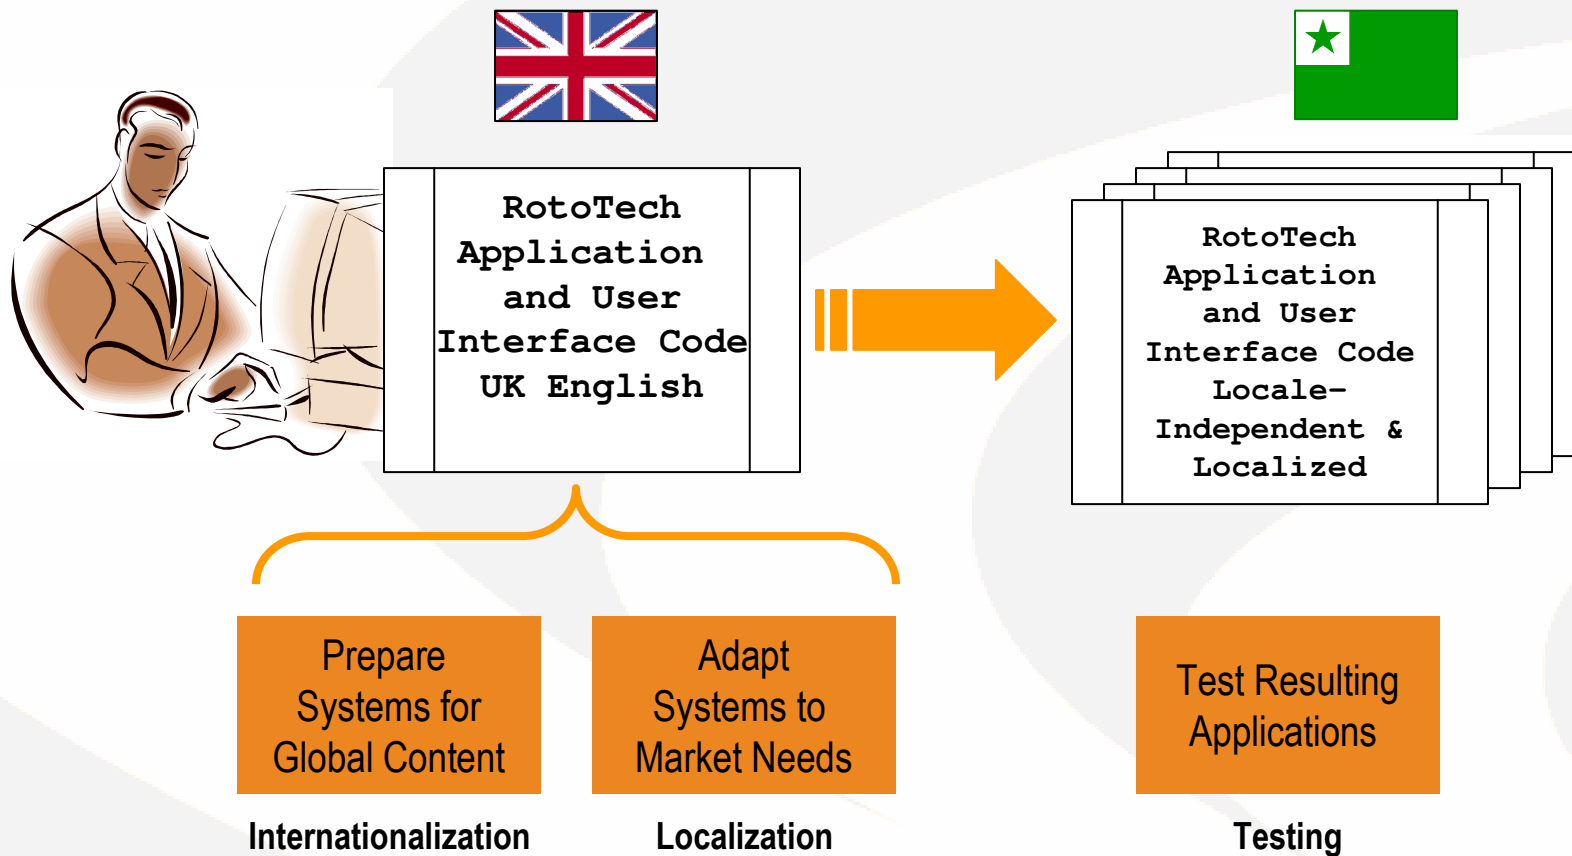 RotoTech
Application
and User
Interface Code
UK English
RotoTech
Application
and User
Interface Code
Locale-
Independent &
Localized
Prepare
Systems for
Global Content
Adapt
Systems to
Market Needs
Test Resulting
Applications
Internationalization
Localization
Testing